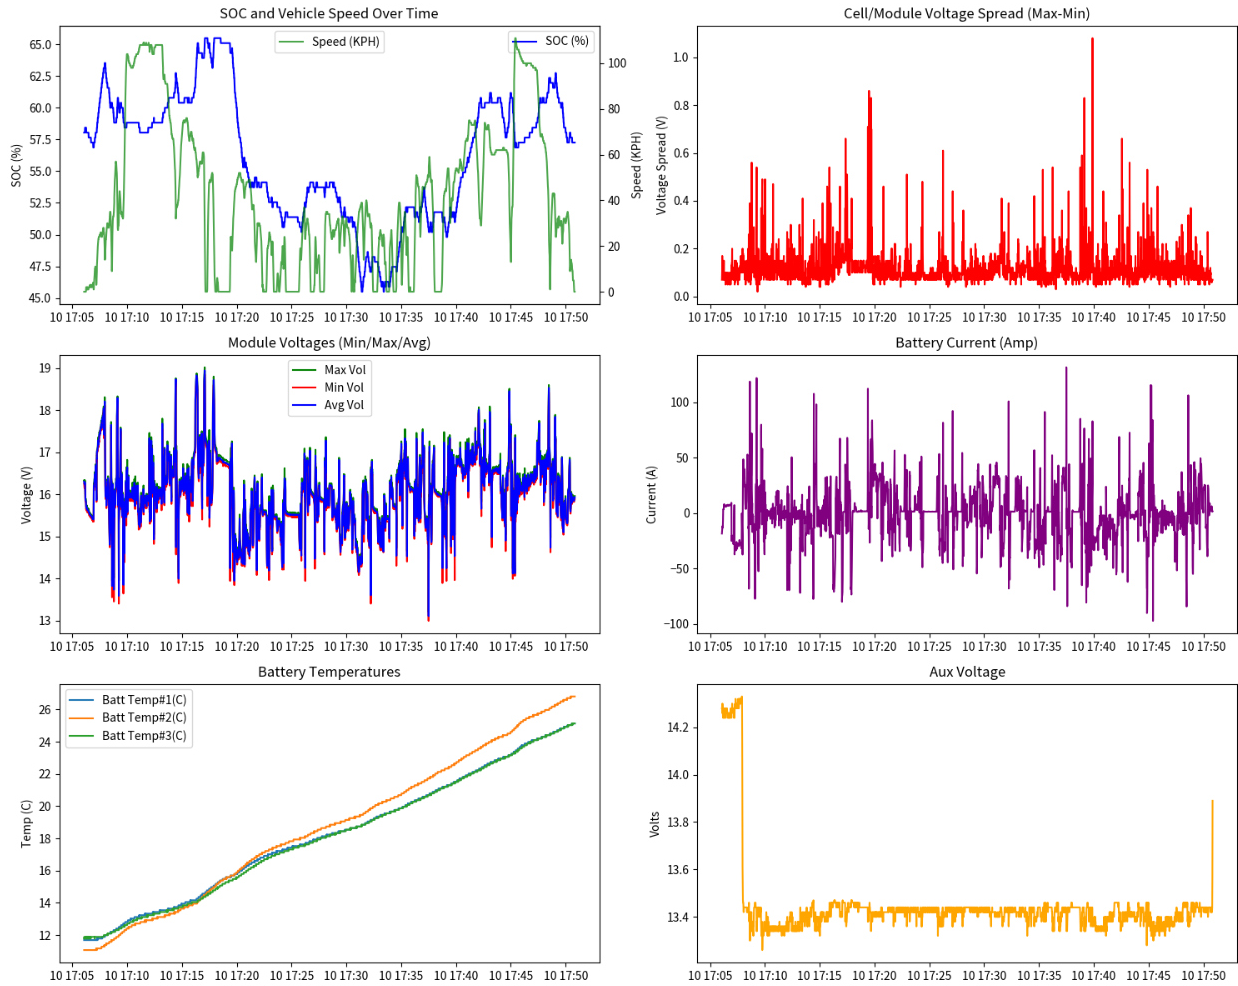 SOC and Vehicle Speed Over Time
Speed (KPH)
SOC (%)
65.0
62.5
60.0
57.5
55.0
52.5
50.0
47.5
45.0
SOC (%)
100
80
60
40
20
0
Speed (KPH)
10 17:05 10 17:10 10 17:15 10 17:20 10 17:25 10 17:30 10 17:35 10 17:40 10 17:45 10 17:50
Cell/Module Voltage Spread (Max-Min)
1.0
0.8
0.6
0.4
0.2
0.0
Voltage Spread (V)
10 17:05 10 17:10 10 17:15 10 17:20 10 17:25 10 17:30 10 17:35 10 17:40 10 17:45 10 17:50
Module Voltages (Min/Max/Avg)
Max Vol
Min Vol
Avg Vol
19
18
17
16
15
14
13
Voltage (V)
10 17:05 10 17:10 10 17:15 10 17:20 10 17:25 10 17:30 10 17:35 10 17:40 10 17:45 10 17:50
Battery Current (Amp)
100
50
0
−50
−100
Current (A)
10 17:05 10 17:10 10 17:15 10 17:20 10 17:25 10 17:30 10 17:35 10 17:40 10 17:45 10 17:50
Battery Temperatures
Batt Temp#1(C)
Batt Temp#2(C)
Batt Temp#3(C)
26
24
22
20
18
16
14
12
Temp (C)
10 17:05 10 17:10 10 17:15 10 17:20 10 17:25 10 17:30 10 17:35 10 17:40 10 17:45 10 17:50
Aux Voltage
14.2
14.0
13.8
13.6
13.4
Volts
10 17:05 10 17:10 10 17:15 10 17:20 10 17:25 10 17:30 10 17:35 10 17:40 10 17:45 10 17:50